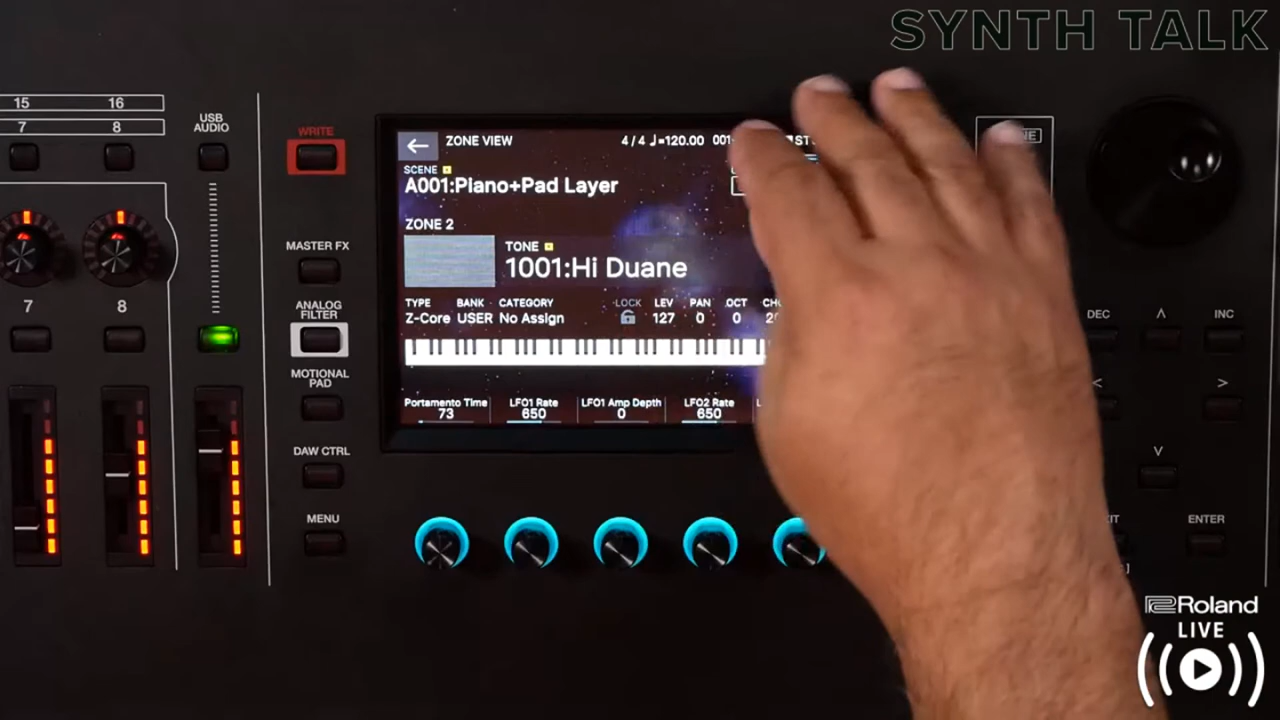 SYNTH TALK
15 16
7 8
USB
AUDIO
WRITE
MASTER FX
ANALOG
FILTER
MOTIONAL
PAD
DAW CTRL
MENU
7 8
ZONE VIEW 4/4 ♩=120.00 001
SCENE
A001:Piano+Pad Layer
ZONE 2
TONE
1001:Hi Duane
TYPE BANK CATEGORY LOCK LEV PAN OCT
Z-Core USER No Assign 127 0 0
Portamento Time LFO1 Rate LFO1 Amp Depth LFO2 Rate
73 650 0 650
DEC ∧ INC
< >
∨
ENTER
Roland
LIVE